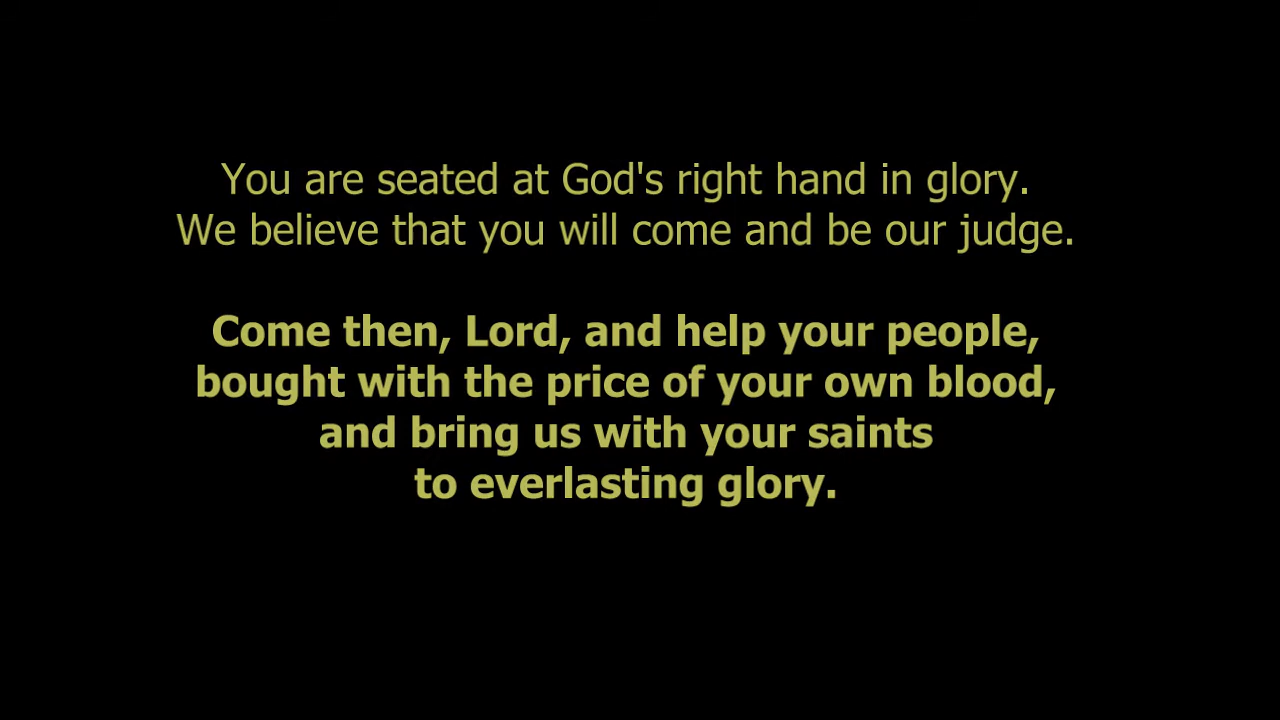 You are seated at God's right hand in glory.
We believe that you will come and be our judge.
Come then, Lord, and help your people,
bought with the price of your own blood,
and bring us with your saints
to everlasting glory.